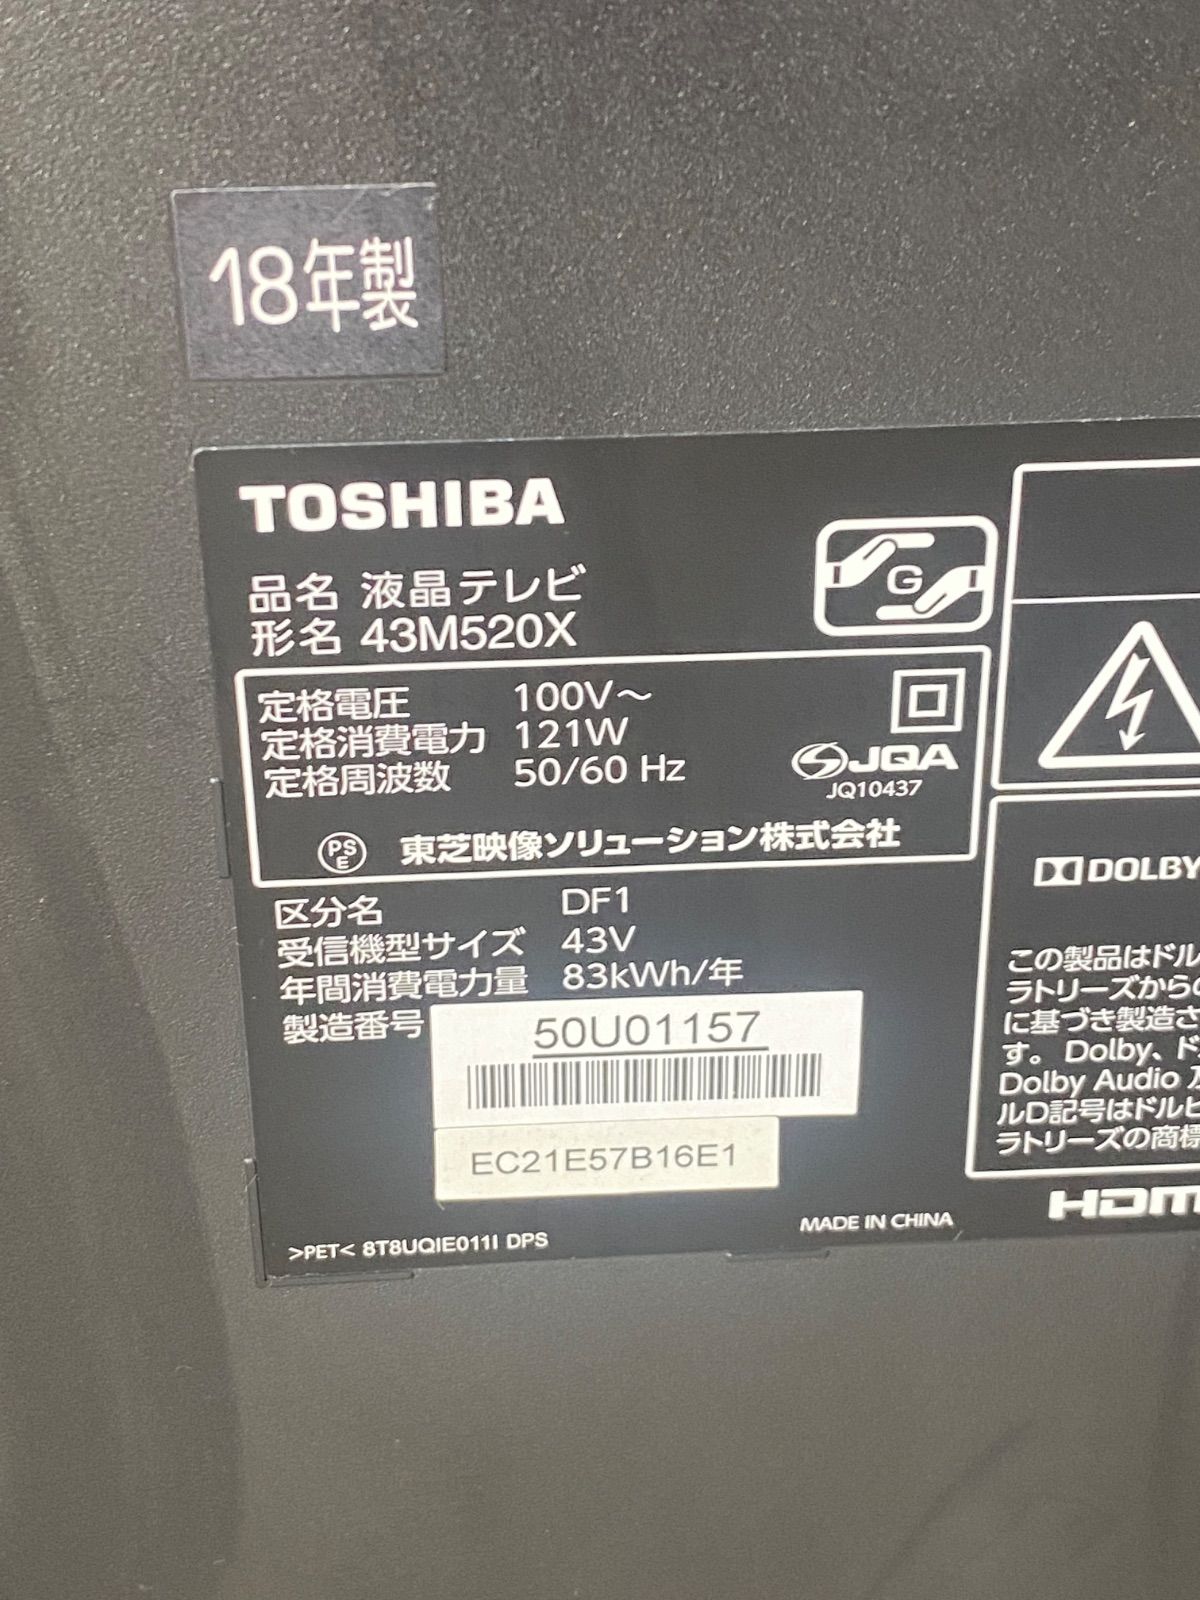 18年製
TOSHIBA
品名 液晶テレビ
形名 43M520X
G
定格電圧 100V～
定格消費電力 121W
定格周波数 50/60 Hz
JQA
JQ10437
PS
E
東芝映像ソリューション株式会社
区分名 DF1
受信機型サイズ 43V
年間消費電力量 83kWh/年
製造番号 50U01157
EC21E57B16E1
>PET< 8T8UQIE011I DPS
MADE IN CHINA
DOLBY
この製品はドル
ラトリーズから
に基づき製造さ
す。 Dolby、ド
Dolby Audio 
ルD記号はドルビ
ラトリーズの商標
HDMI